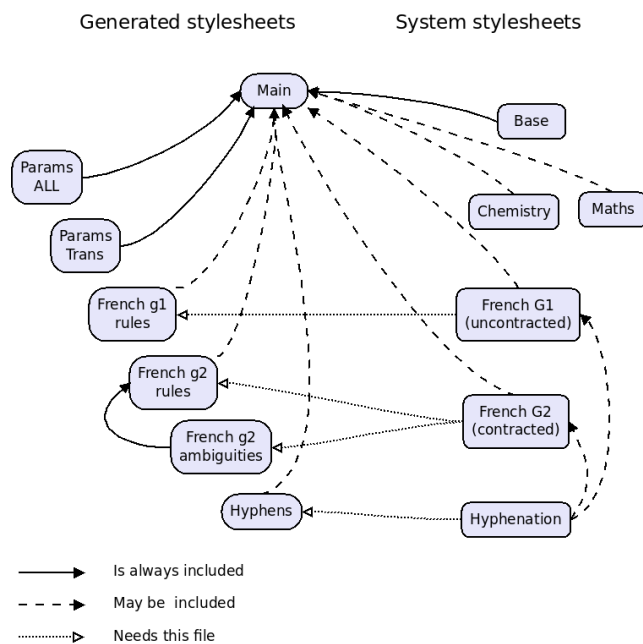 Generated stylesheets
System stylesheets
Main
Base
Params
ALL
Chemistry
Maths
Params
Trans
French g1
rules
French G1
(uncontracted)
French g2
rules
French G2
(contracted)
French g2
ambiguities
Hyphens
Hyphenation
Is always included
May be  included
Needs this file